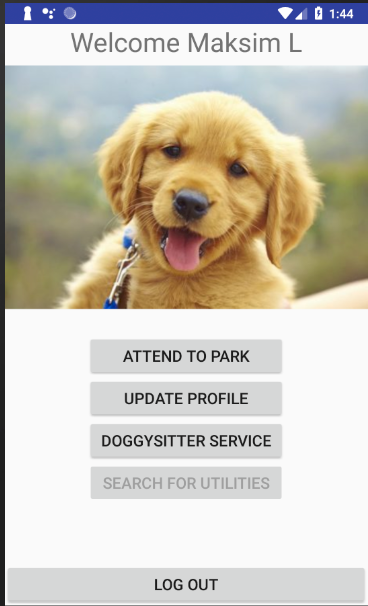 1:44
Welcome Maksim L
ATTEND TO PARK
UPDATE PROFILE
DOGGYSITTER SERVICE
SEARCH FOR UTILITIES
LOG OUT